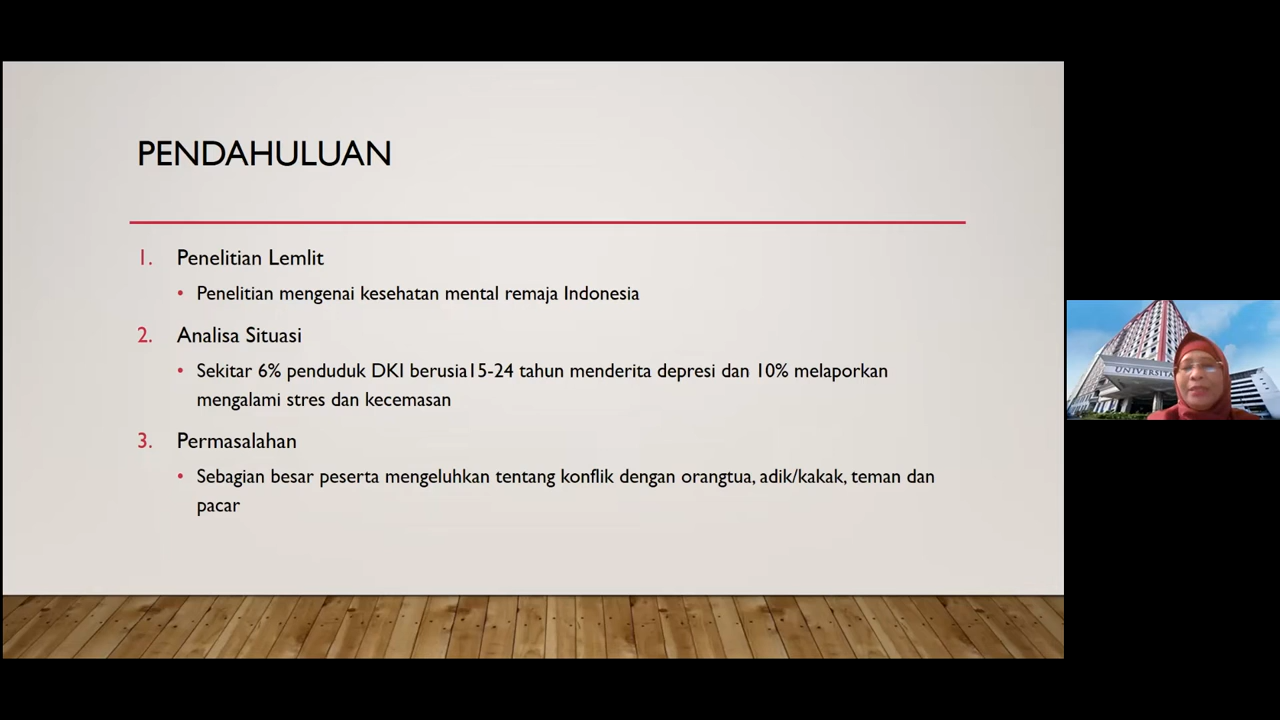 PENDAHULUAN
1. Penelitian Lemlit
• Penelitian mengenai kesehatan mental remaja Indonesia
2. Analisa Situasi
• Sekitar 6% penduduk DKI berusia15-24 tahun menderita depresi dan 10% melaporkan
mengalami stres dan kecemasan
3. Permasalahan
• Sebagian besar peserta mengeluhkan tentang konflik dengan orangtua, adik/kakak, teman dan
pacar
UNIVERSITA